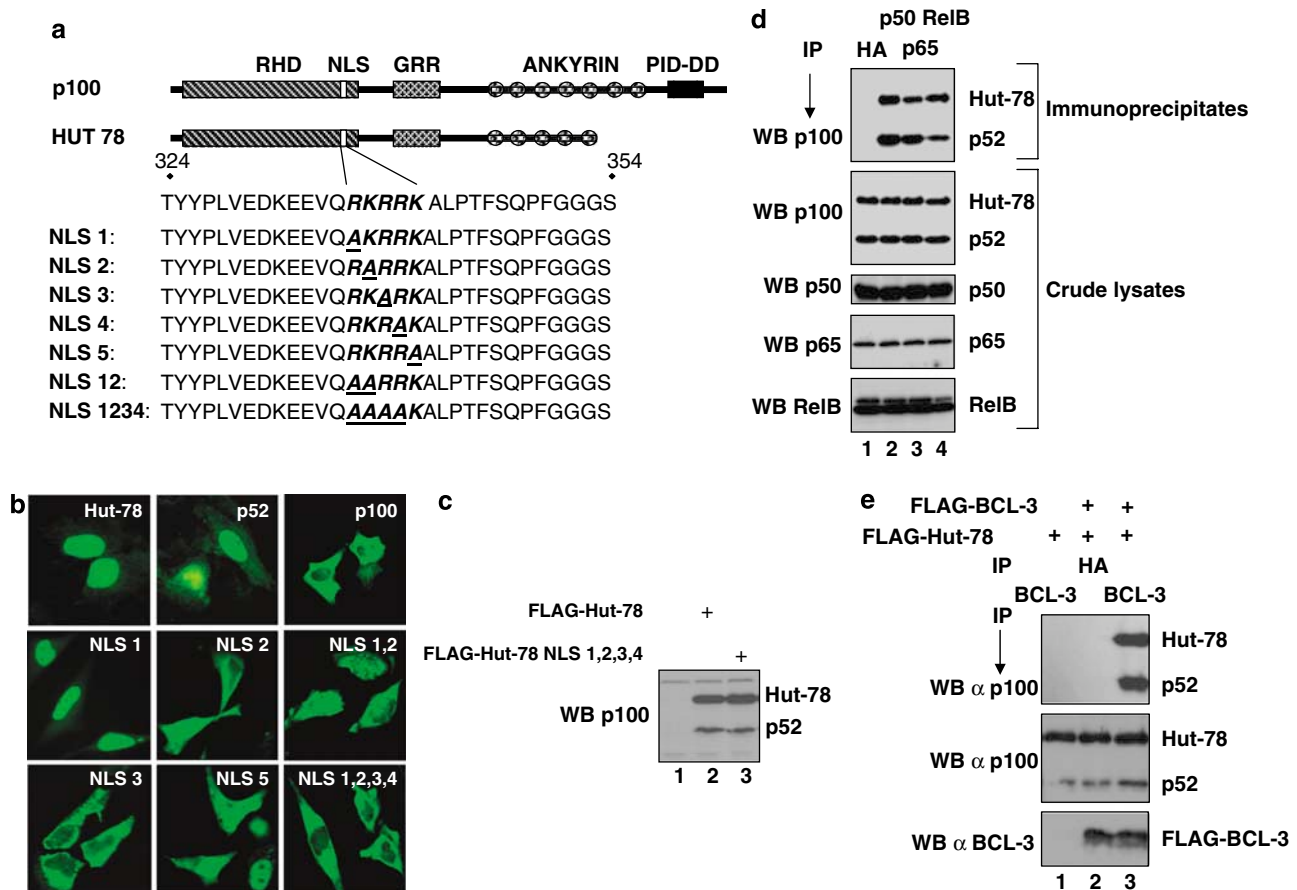 a
RHD NLS GRR ANKYRIN PID-DD
p100
HUT 78
324 354
TYYPLVEDKEEVQRKRRK ALPTFSQPFGGGS
NLS 1: TYYPLVEDKEEVQAKRRKALPTFSQPFGGGS
NLS 2: TYYPLVEDKEEVQRARRKALPTFSQPFGGGS
NLS 3: TYYPLVEDKEEVQRKARKALPTFSQPFGGGS
NLS 4: TYYPLVEDKEEVQRKRAKALPTFSQPFGGGS
NLS 5: TYYPLVEDKEEVQRKRRAALPTFSQPFGGGS
NLS 12: TYYPLVEDKEEVQAARRKALPTFSQPFGGGS
NLS 1234: TYYPLVEDKEEVQAAAAKALPTFSQPFGGGS
b
Hut-78 p52 p100
NLS 1 NLS 2 NLS 1,2
NLS 3 NLS 5 NLS 1,2,3,4
c
FLAG-Hut-78 +
FLAG-Hut-78 NLS 1,2,3,4 +
WB p100
Hut-78
p52
1 2 3
d
p50 RelB
IP HA p65
WB p100
Hut-78
p52
Immunoprecipitates
WB p100
Hut-78
p52
WB p50 p50
Crude lysates
WB p65 p65
WB RelB RelB
1 2 3 4
e
FLAG-BCL-3 + +
FLAG-Hut-78 + + +
IP HA
BCL-3 BCL-3
IP
WB α p100
Hut-78
p52
WB α p100
Hut-78
p52
WB α BCL-3 FLAG-BCL-3
1 2 3